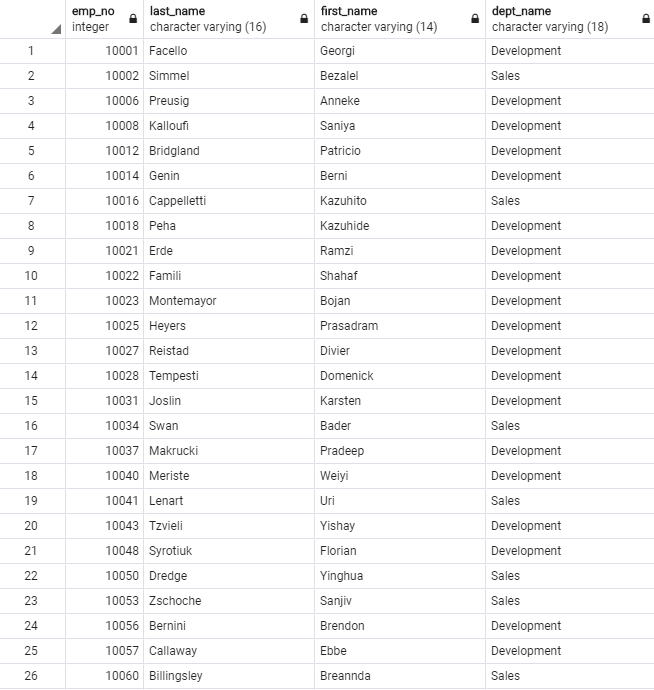 emp_no last_name first_name dept_name
integer character varying (16) character varying (14) character varying (18)
1 10001 Facello Georgi Development
2 10002 Simmel Bezalel Sales
3 10006 Preusig Anneke Development
4 10008 Kalloufi Saniya Development
5 10012 Bridgland Patricio Development
6 10014 Genin Berni Development
7 10016 Cappelletti Kazuhito Sales
8 10018 Peha Kazuhide Development
9 10021 Erde Ramzi Development
10 10022 Famili Shahaf Development
11 10023 Montemayor Bojan Development
12 10025 Heyers Prasadram Development
13 10027 Reistad Divier Development
14 10028 Tempesti Domenick Development
15 10031 Joslin Karsten Development
16 10034 Swan Bader Sales
17 10037 Makrucki Pradeep Development
18 10040 Meriste Weiyi Development
19 10041 Lenart Uri Sales
20 10043 Tzvieli Yishay Development
21 10048 Syrotiuk Florian Development
22 10050 Dredge Yinghua Sales
23 10053 Zschoche Sanjiv Sales
24 10056 Bernini Brendon Development
25 10057 Callaway Ebbe Development
26 10060 Billingsley Breannda Sales